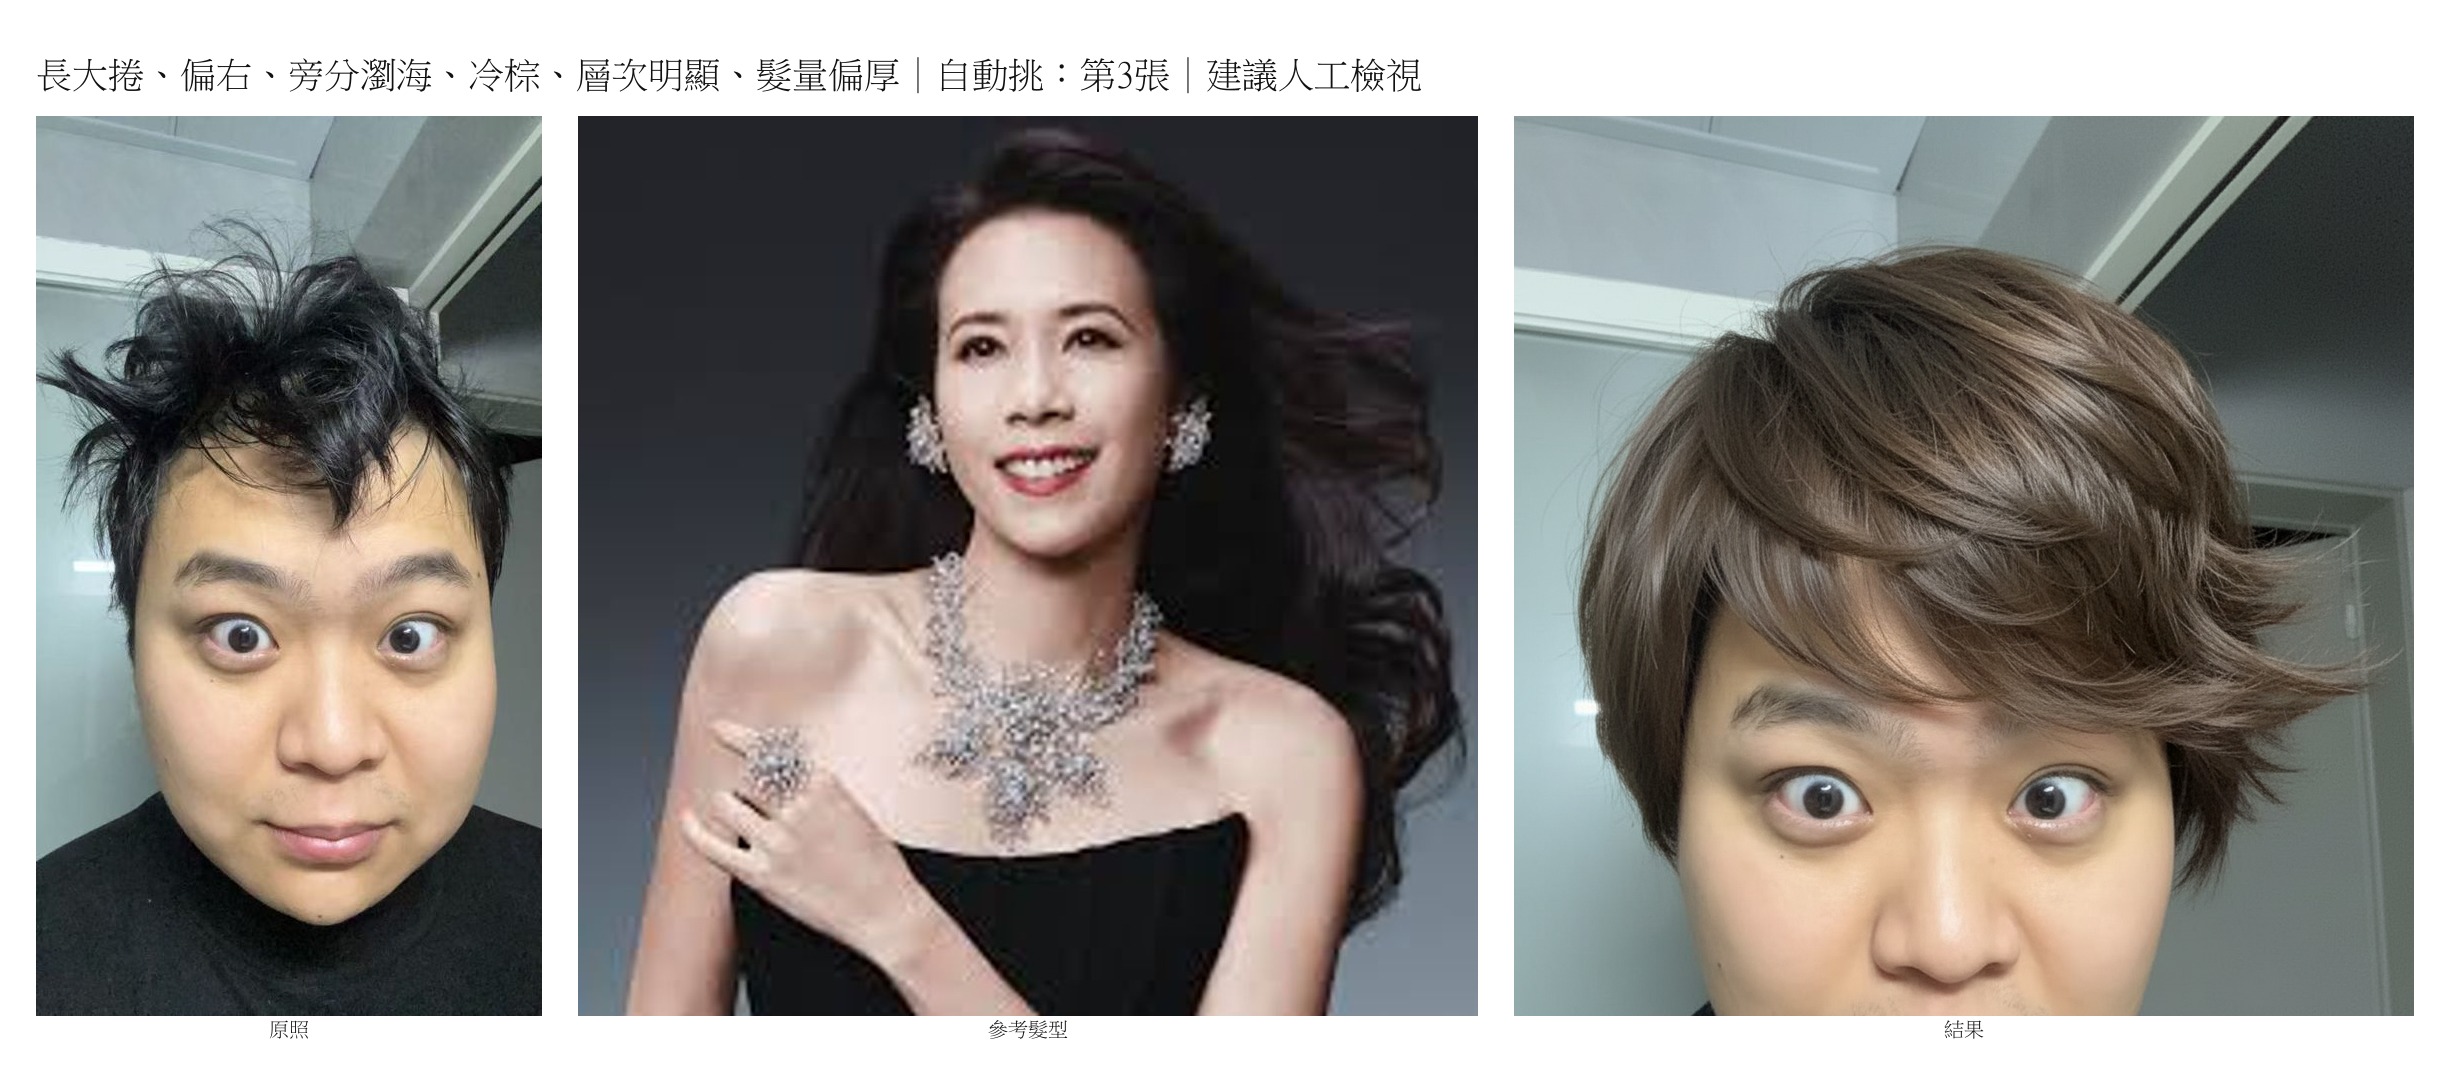 長大捲、偏右、旁分瀏海、冷棕、層次明顯、髮量偏厚｜自動挑：第3張｜建議人工檢視
原照
參考髮型
結果